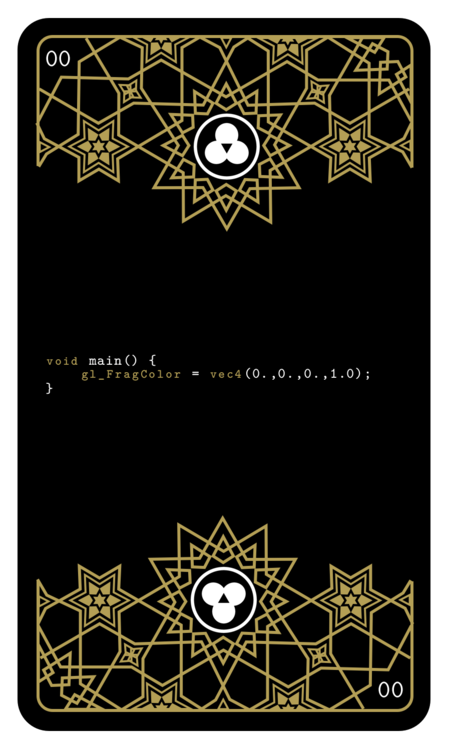 00
void main() {
    gl_FragColor = vec4(0.,0.,0.,1.0);
}
00